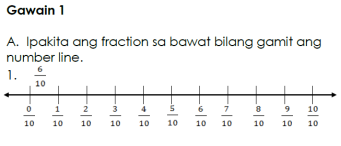 Gawain 1
A. Ipakita ang fraction sa bawat bilang gamit ang
number line.
1. 6/10
0/10 1/10 2/10 3/10 4/10 5/10 6/10 7/10 8/10 9/10 10/10